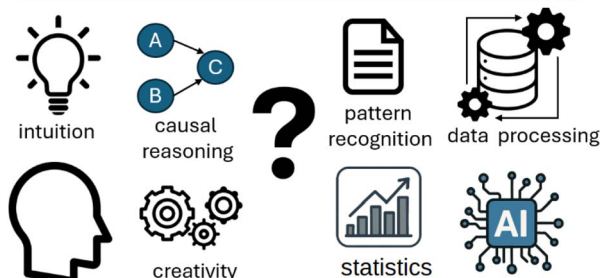 A
B
C
intuition
causal
reasoning
?
pattern
recognition
data processing
creativity
statistics
AI